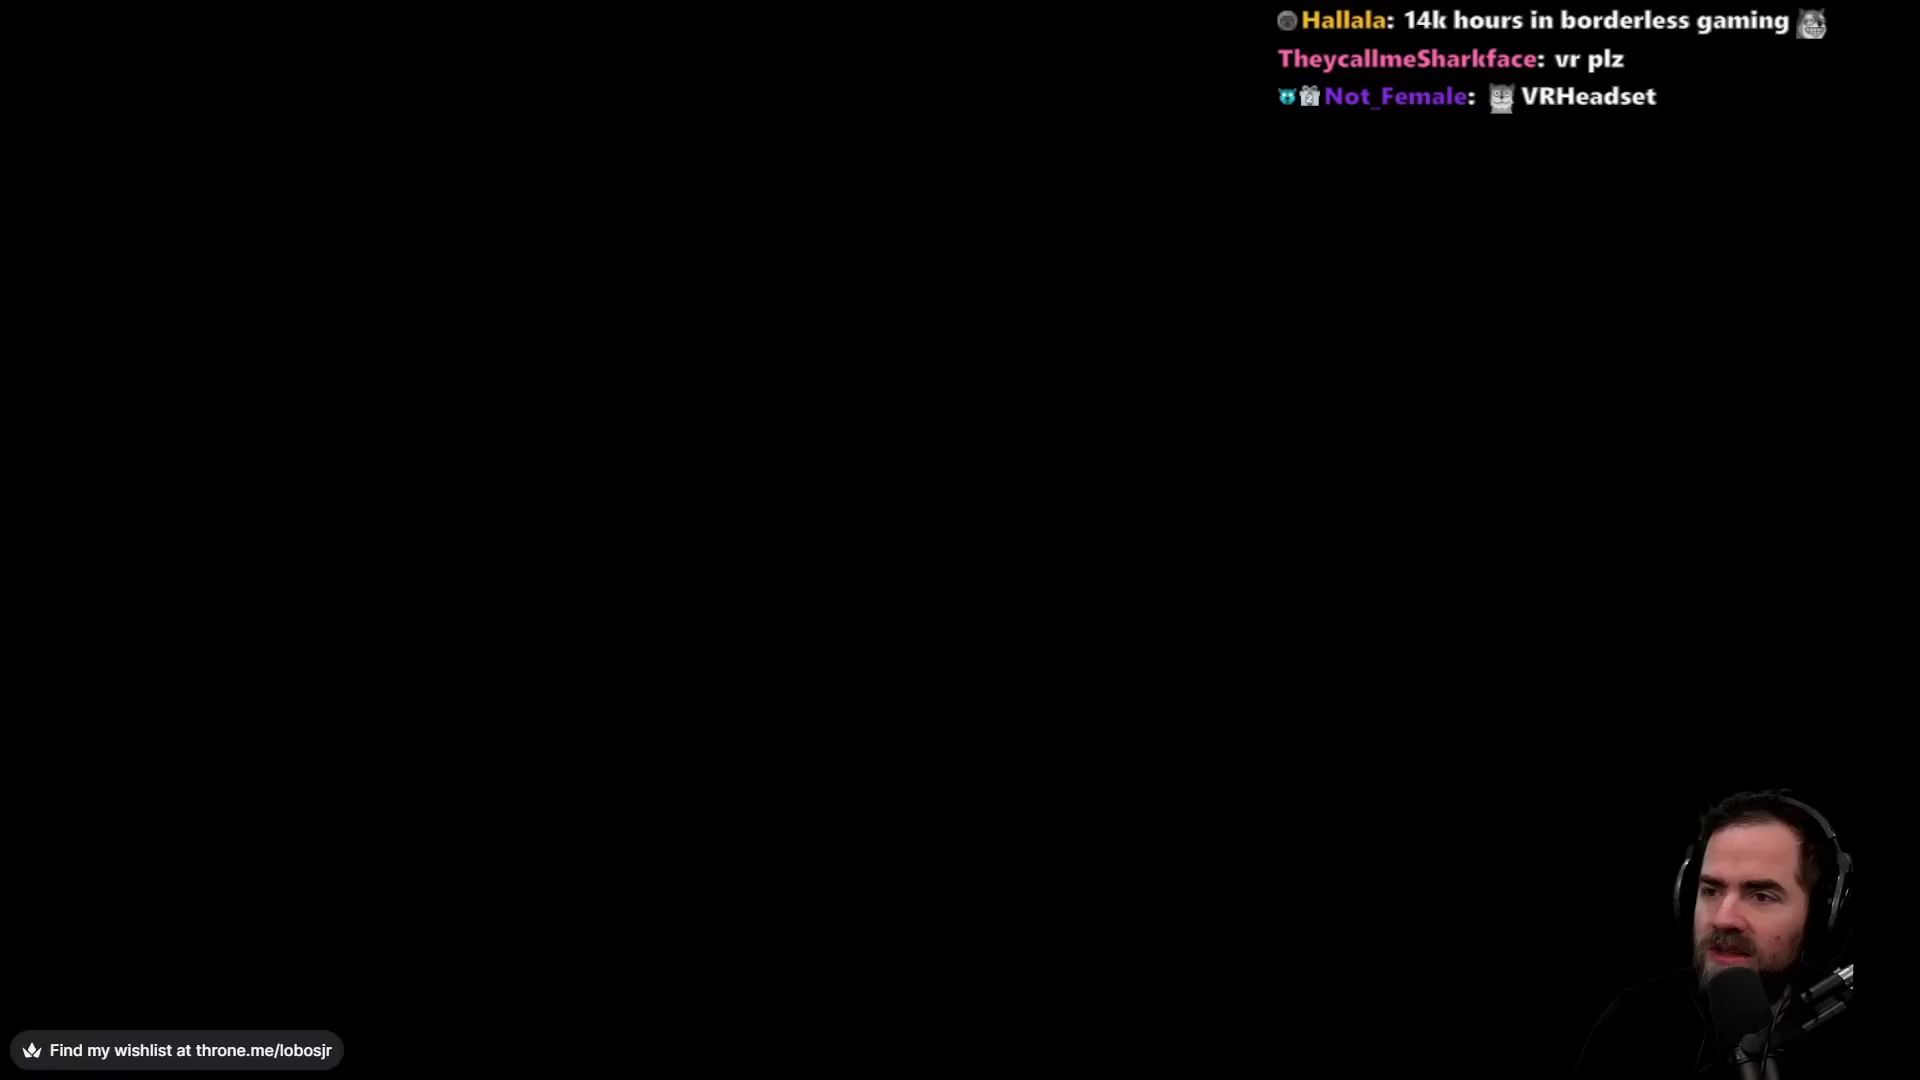 Hallala: 14k hours in borderless gaming
TheycallmeSharkface: vr plz
Not_Female: VRHeadset
Find my wishlist at throne.me/lobosjr